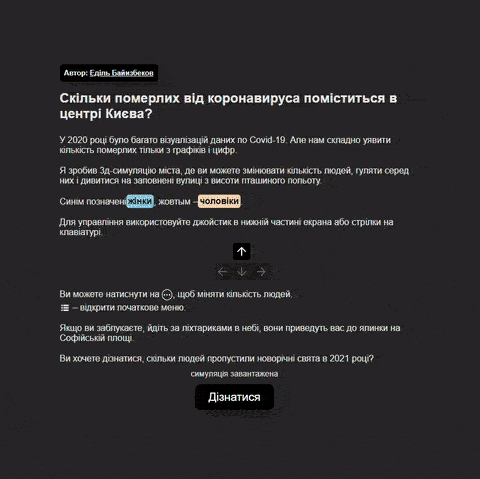 Автор: Еділь Байизбеков
Скільки померлих від коронавируса поміститься в
центрі Києва?
У 2020 році було багато візуалізацій даних по Covid-19. Але нам складно уявити
кількість померлих тільки з графіків і цифр.
Я зробив 3д-симуляцію міста, де ви можете змінювати кількість людей, гуляти серед
них і дивитися на заповнені вулиці з висоти пташиного польоту.
Синім позначені жінки, жовтым – чоловіки
Для управління використовуйте джойстик в нижній частині екрана або стрілки на
клавіатурі.
↑
← ↓ →
Ви можете натиснути на , щоб міняти кількість людей.
– відкрити початкове меню.
Якщо ви заблукаєте, йдіть за ліхтариками в небі, вони приведуть вас до ялинки на
Софійській площі.
Ви хочете дізнатися, скільки людей пропустили новорічні свята в 2021 році?
симуляція завантажена
Дізнатися